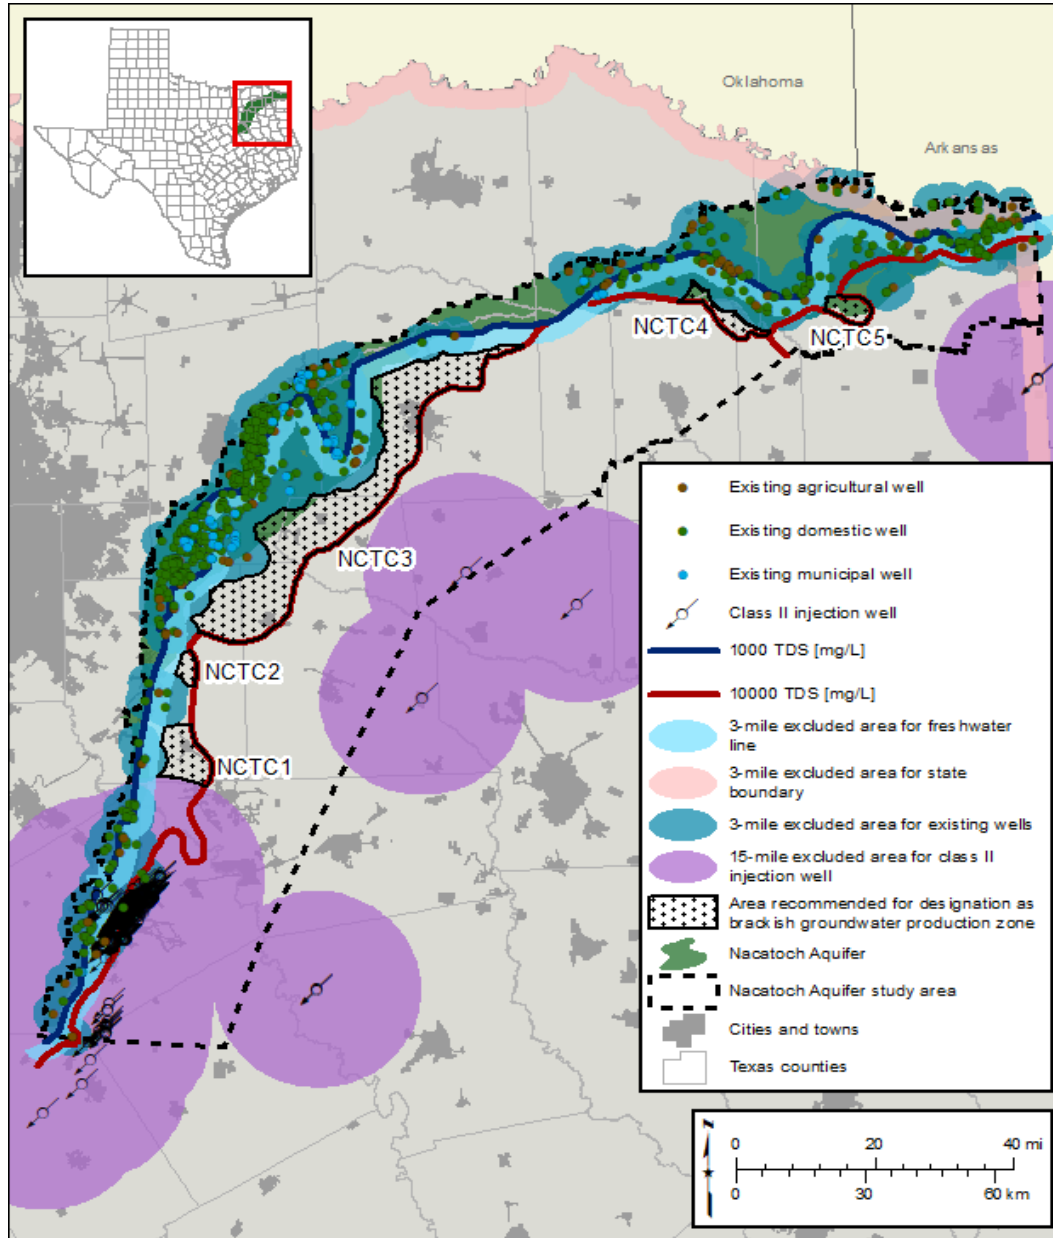 Oklahoma
Arkansas
NCTC4
NCTC5
NCTC3
NCTC2
NCTC1
Existing agricultural well
Existing domestic well
Existing municipal well
Class II injection well
1000 TDS [mg/L]
10000 TDS [mg/L]
3-mile excluded area for freshwater
line
3-mile excluded area for state
boundary
3-mile excluded area for existing wells
15-mile excluded area for class II
injection well
Area recommended for designation as
brackish groundwater production zone
Nacatoch Aquifer
Nacatoch Aquifer study area
Cities and towns
Texas counties
N
0 20 40 mi
0 30 60 km